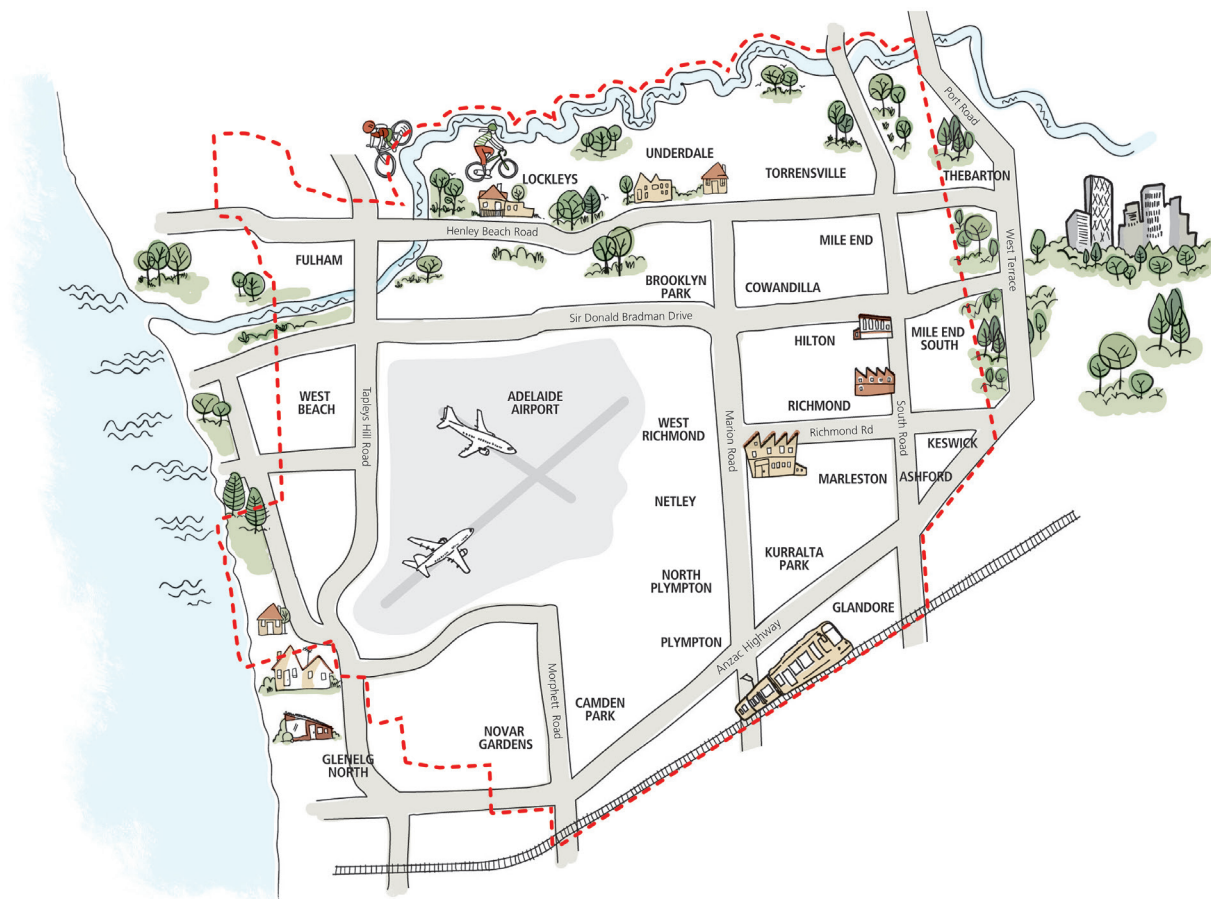 Port Road
UNDERDALE
LOCKLEYS
TORRENSVILLE
THEBARTON
Henley Beach Road
MILE END
West Terrace
FULHAM
BROOKLYN
PARK
COWANDILLA
Sir Donald Bradman Drive
HILTON
MILE END
SOUTH
WEST
BEACH
Tapleys Hill Road
ADELAIDE
AIRPORT
RICHMOND
WEST
RICHMOND
Marion Road
Richmond Rd
South Road
KESWICK
MARLESTON
ASHFORD
NETLEY
KURRALTA
PARK
NORTH
PLYMPTON
GLANDORE
PLYMPTON
Anzac Highway
Morphett Road
CAMDEN
PARK
NOVAR
GARDENS
GLENELG
NORTH